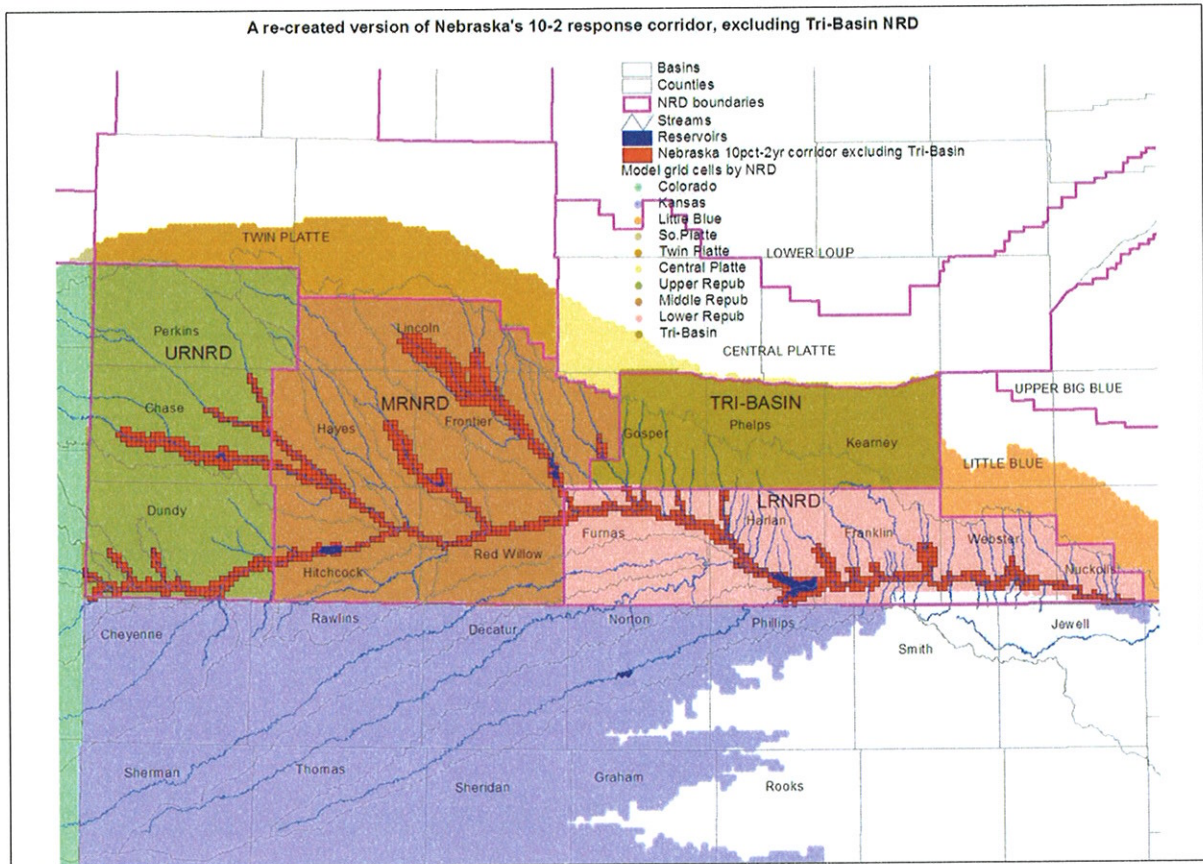 A re-created version of Nebraska's 10-2 response corridor, excluding Tri-Basin NRD
Basins
Counties
NRD boundaries
Streams
Reservoirs
Nebraska 10pct-2yr corridor excluding Tri-Basin
Model grid cells by NRD
Colorado
Kansas
Little Blue
So.Platte
Twin Platte
Central Platte
Upper Repub
Middle Repub
Lower Repub
Tri-Basin
TWIN PLATTE
LOWER LOUP
CENTRAL PLATTE
UPPER BIG BLUE
LITTLE BLUE
Perkins
URNRD
Chase
Dundy
Lincoln
MRNRD
Hayes
Frontier
Hitchcock
Red Willow
TRI-BASIN
Gosper
Phelps
Kearney
LRNRD
Furnas
Harlan
Franklin
Webster
Nuckolls
Cheyenne
Rawlins
Decatur
Norton
Phillips
Smith
Jewell
Sherman
Thomas
Sheridan
Graham
Rooks